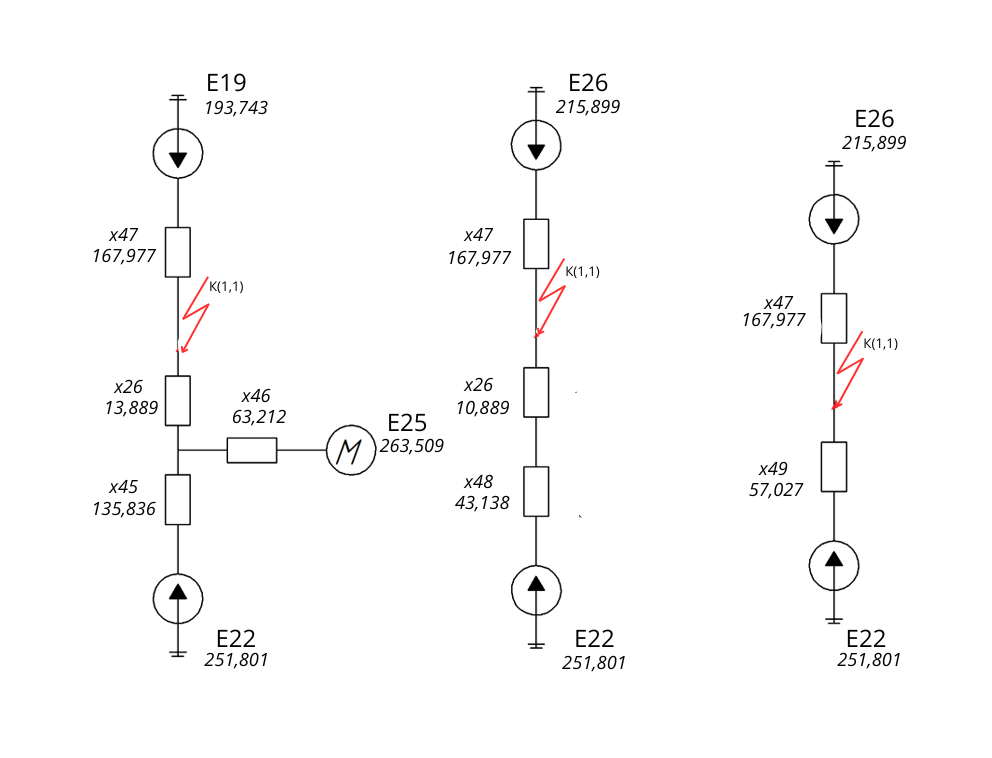 E19
193,743
x47
167,977
К(1,1)
x26
13,889
x46
63,212
M
E25
263,509
x45
135,836
E22
251,801
E26
215,899
x47
167,977
К(1,1)
x26
10,889
x48
43,138
E22
251,801
E26
215,899
x47
167,977
К(1,1)
x49
57,027
E22
251,801